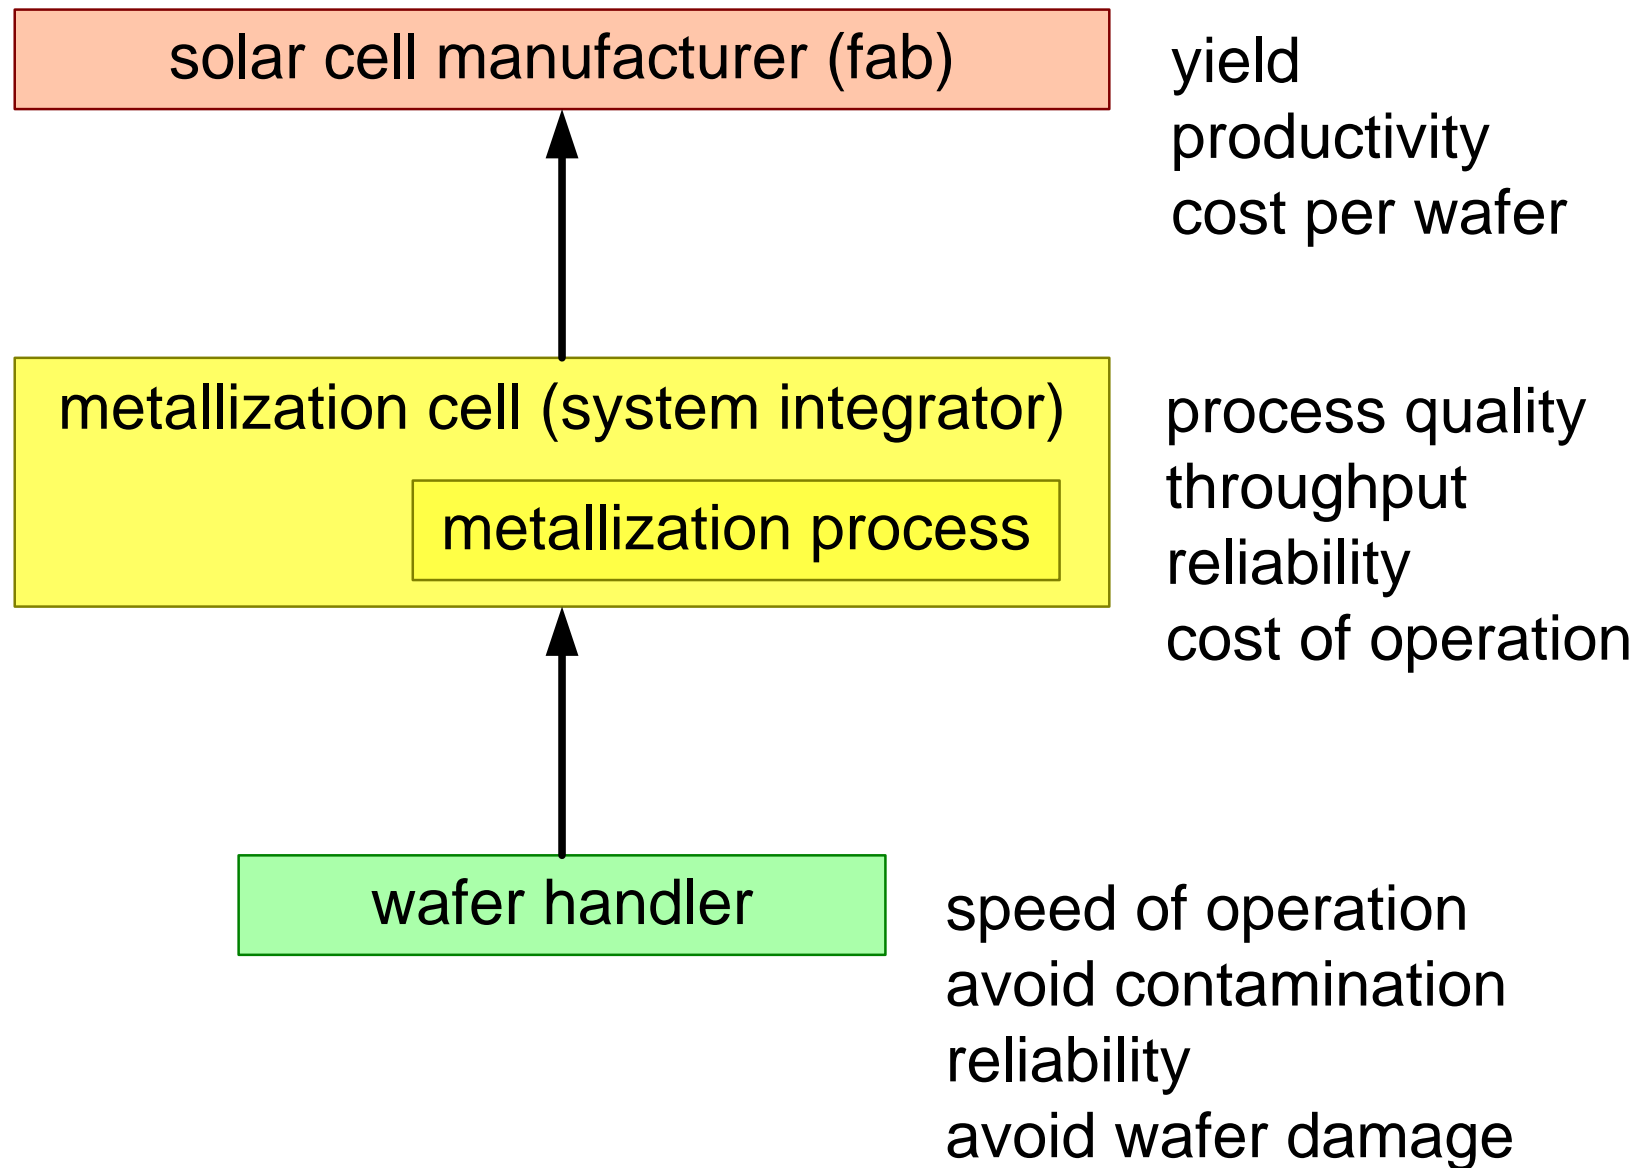 solar cell manufacturer (fab)
yield
productivity
cost per wafer
metallization cell (system integrator)
metallization process
process quality
throughput
reliability
cost of operation
wafer handler
speed of operation
avoid contamination
reliability
avoid wafer damage